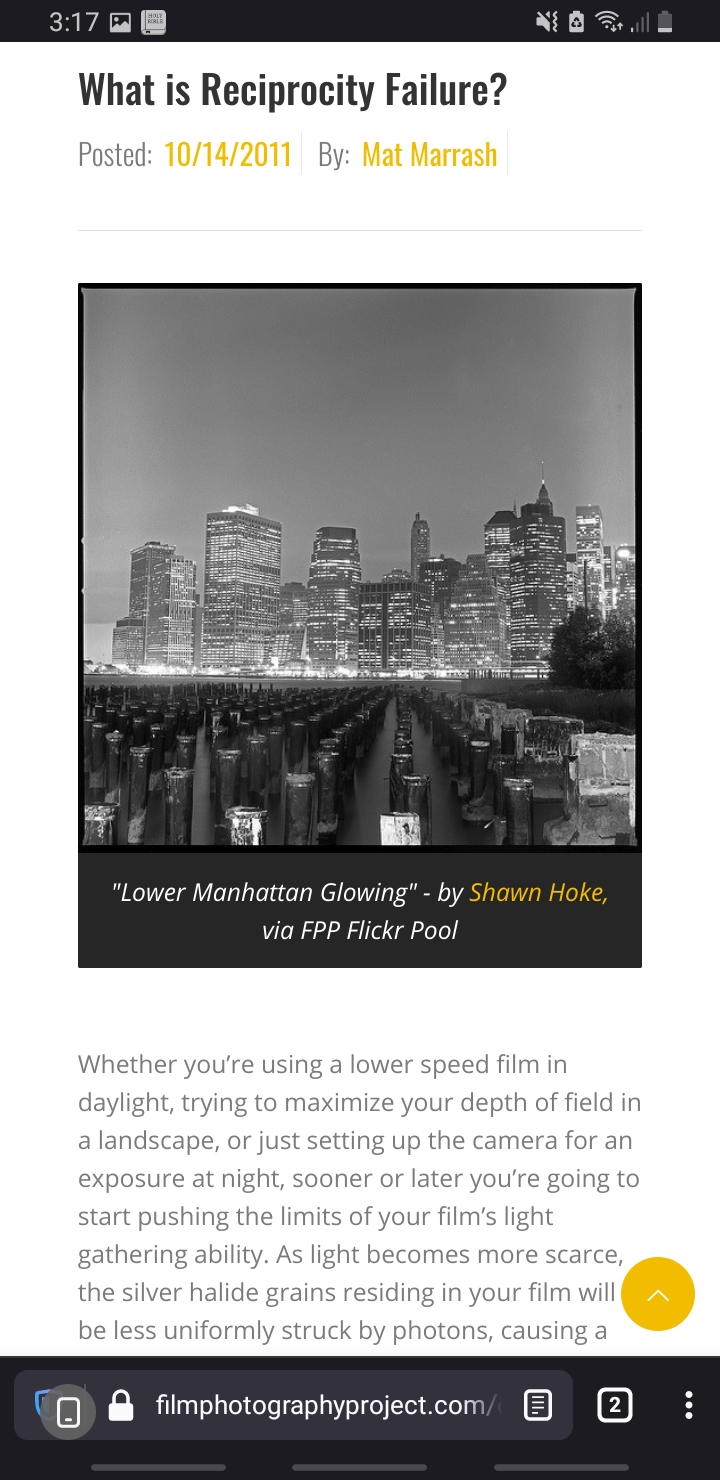 3:17
HOLY BIBLE
What is Reciprocity Failure?
Posted: 10/14/2011 By: Mat Marrash
"Lower Manhattan Glowing" - by Shawn Hoke,
via FPP Flickr Pool
Whether you’re using a lower speed film in
daylight, trying to maximize your depth of field in
a landscape, or just setting up the camera for an
exposure at night, sooner or later you’re going to
start pushing the limits of your film’s light
gathering ability. As light becomes more scarce,
the silver halide grains residing in your film will
be less uniformly struck by photons, causing a
filmphotographyproject.com/
2